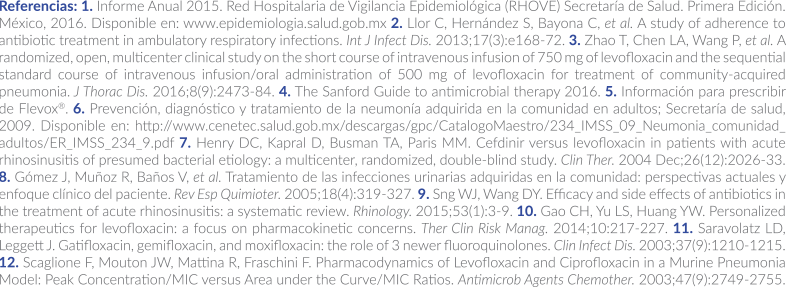 Referencias: 1. Informe Anual 2015. Red Hospitalaria de Vigilancia Epidemiológica (RHOVE) Secretaría de Salud. Primera Edición.
México, 2016. Disponible en: www.epidemiologia.salud.gob.mx 2. Llor C, Hernández S, Bayona C, et al. A study of adherence to
antibiotic treatment in ambulatory respiratory infections. Int J Infect Dis. 2013;17(3):e168-72. 3. Zhao T, Chen LA, Wang P, et al. A
randomized, open, multicenter clinical study on the short course of intravenous infusion of 750 mg of levofloxacin and the sequential
standard course of intravenous infusion/oral administration of 500 mg of levofloxacin for treatment of community-acquired
pneumonia. J Thorac Dis. 2016;8(9):2473-84. 4. The Sanford Guide to antimicrobial therapy 2016. 5. Información para prescribir
de Flevox®. 6. Prevención, diagnóstico y tratamiento de la neumonía adquirida en la comunidad en adultos; Secretaría de salud,
2009. Disponible en: http://www.cenetec.salud.gob.mx/descargas/gpc/CatalogoMaestro/234_IMSS_09_Neumonia_comunidad_
adultos/ER_IMSS_234_9.pdf 7. Henry DC, Kapral D, Busman TA, Paris MM. Cefdinir versus levofloxacin in patients with acute
rhinosinusitis of presumed bacterial etiology: a multicenter, randomized, double-blind study. Clin Ther. 2004 Dec;26(12):2026-33.
8. Gómez J, Muñoz R, Baños V, et al. Tratamiento de las infecciones urinarias adquiridas en la comunidad: perspectivas actuales y
enfoque clínico del paciente. Rev Esp Quimioter. 2005;18(4):319-327. 9. Sng WJ, Wang DY. Efficacy and side effects of antibiotics in
the treatment of acute rhinosinusitis: a systematic review. Rhinology. 2015;53(1):3-9. 10. Gao CH, Yu LS, Huang YW. Personalized
therapeutics for levofloxacin: a focus on pharmacokinetic concerns. Ther Clin Risk Manag. 2014;10:217-227. 11. Saravolatz LD,
Leggett J. Gatifloxacin, gemifloxacin, and moxifloxacin: the role of 3 newer fluoroquinolones. Clin Infect Dis. 2003;37(9):1210-1215.
12. Scaglione F, Mouton JW, Mattina R, Fraschini F. Pharmacodynamics of Levofloxacin and Ciprofloxacin in a Murine Pneumonia
Model: Peak Concentration/MIC versus Area under the Curve/MIC Ratios. Antimicrob Agents Chemother. 2003;47(9):2749-2755.